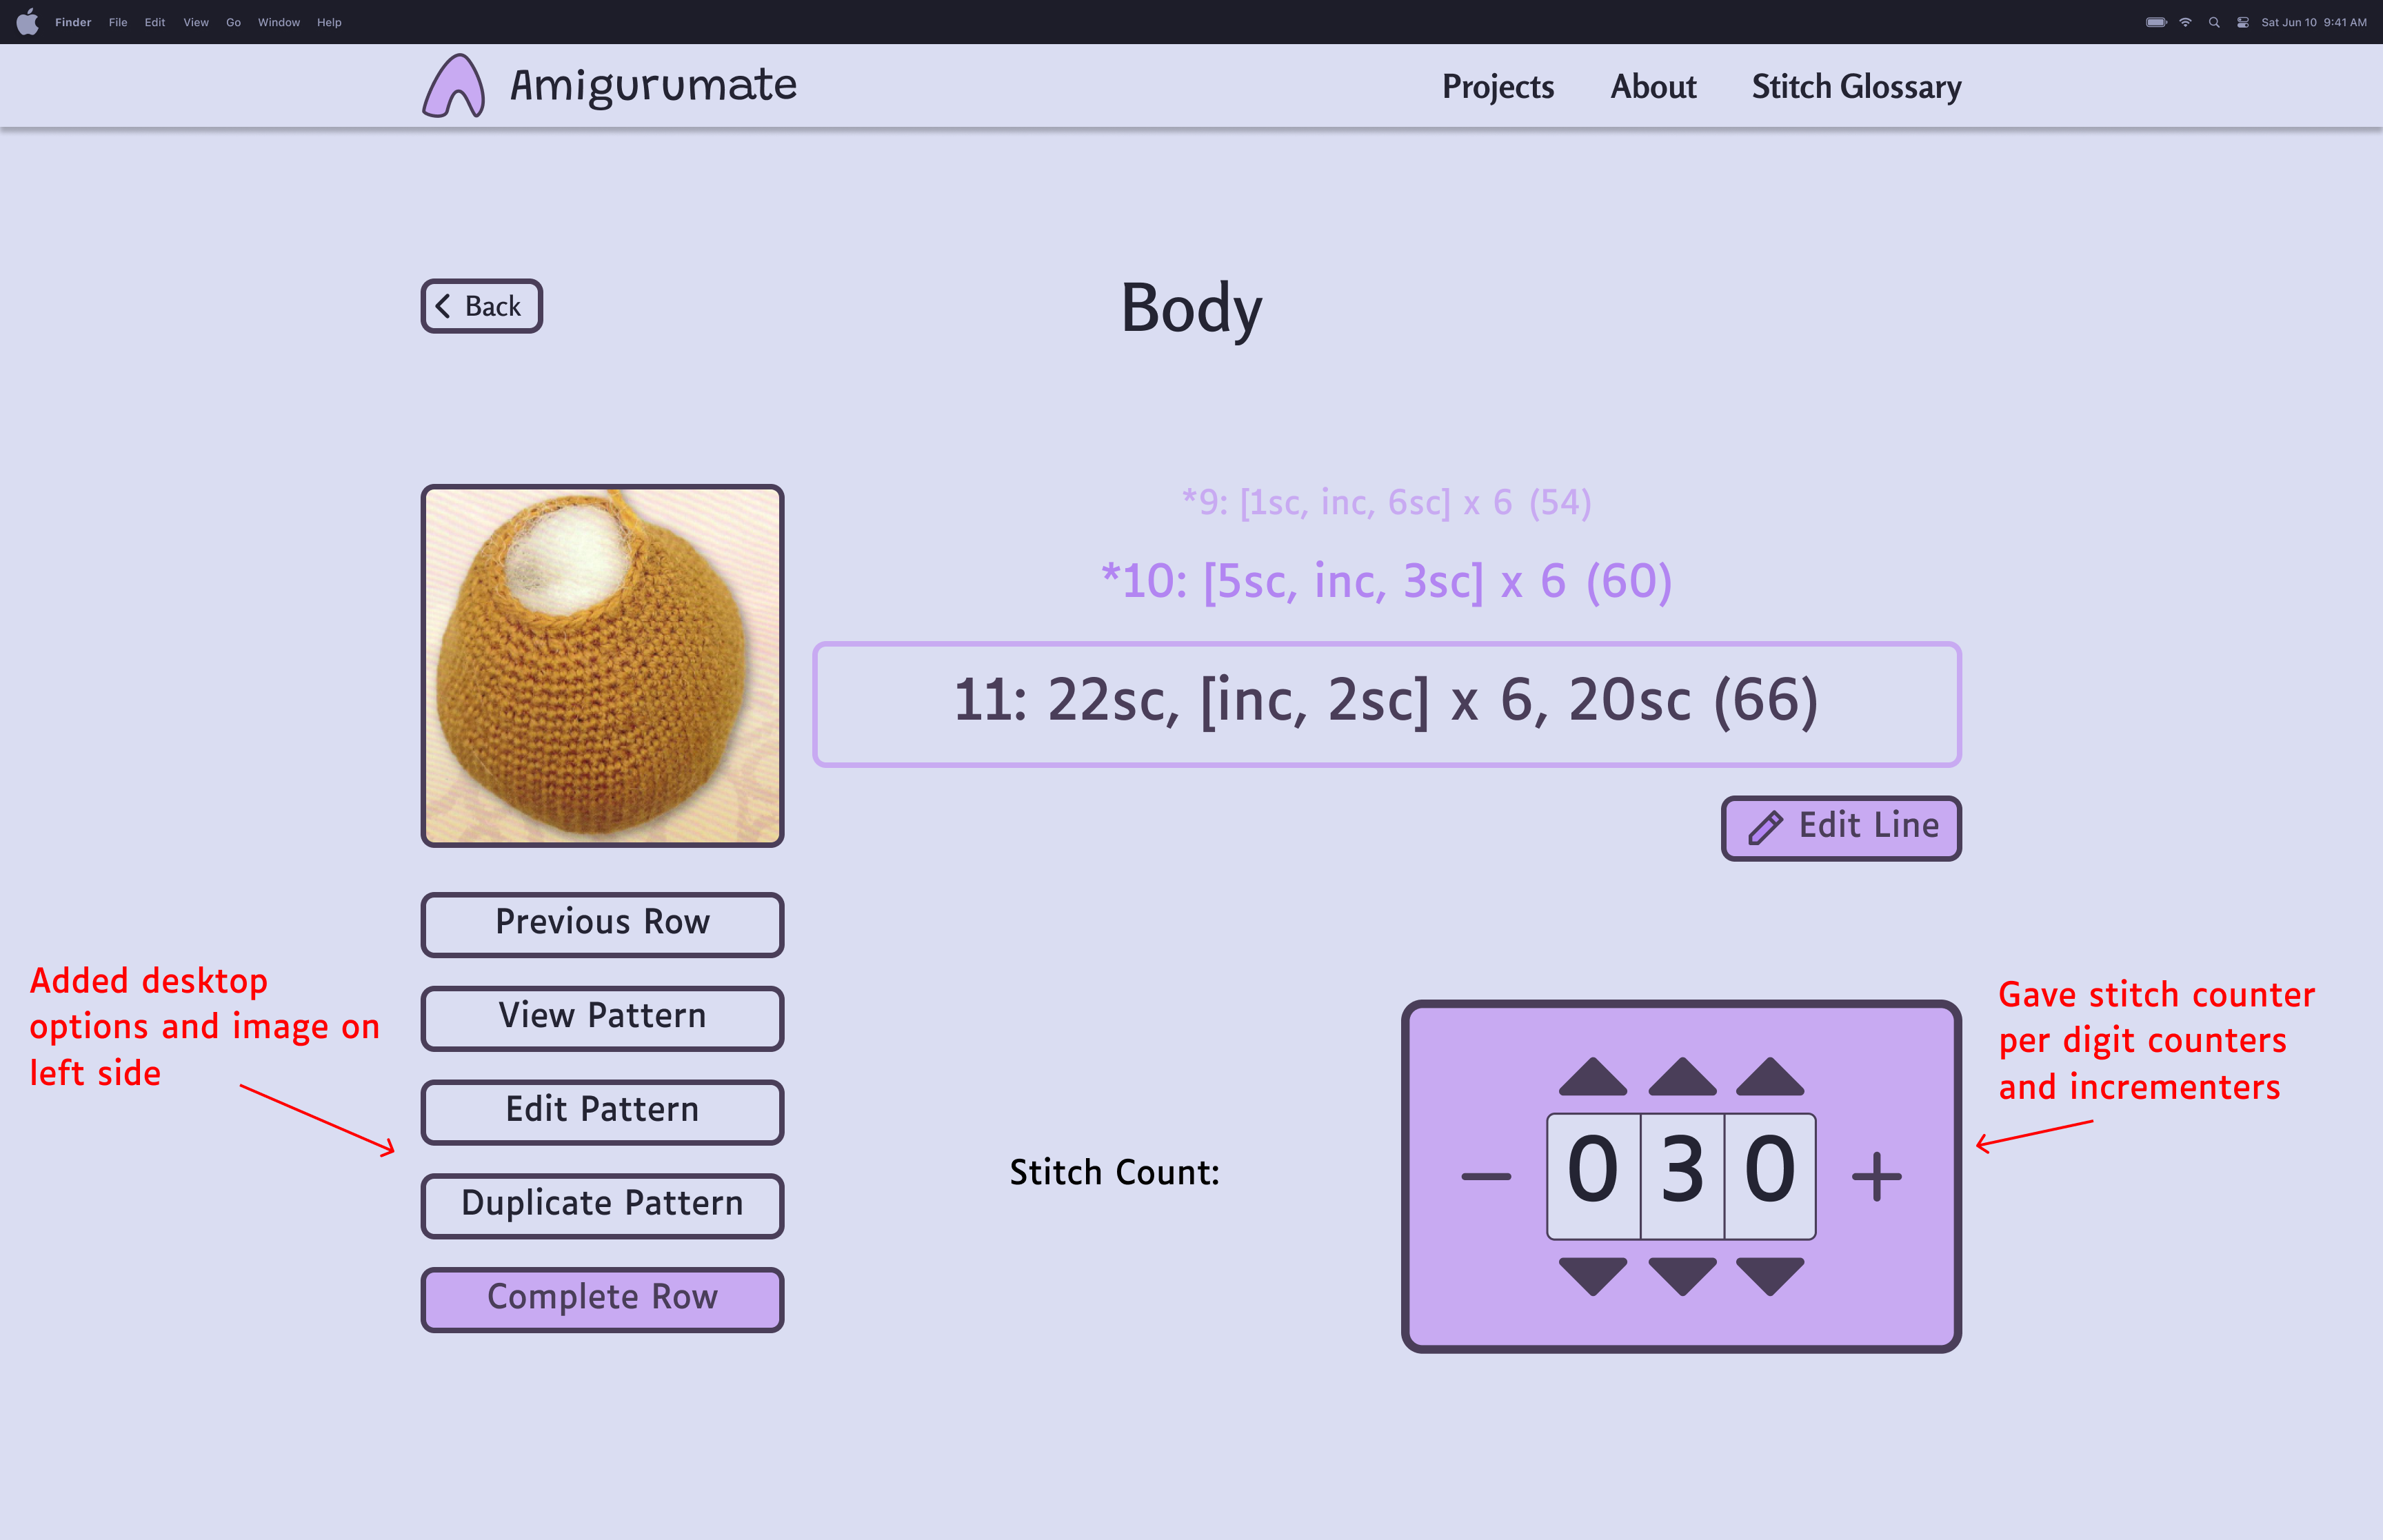 Finder File Edit View Go Window Help
Sat Jun 10 9:41 AM
Amigurumate
Projects About Stitch Glossary
Back
Body
*9: [1sc, inc, 6sc] x 6 (54)
*10: [5sc, inc, 3sc] x 6 (60)
11: 22sc, [inc, 2sc] x 6, 20sc (66)
Edit Line
Previous Row
View Pattern
Edit Pattern
Duplicate Pattern
Complete Row
Added desktop
options and image on
left side
Stitch Count:
− 0 3 0 +
Gave stitch counter
per digit counters
and incrementers